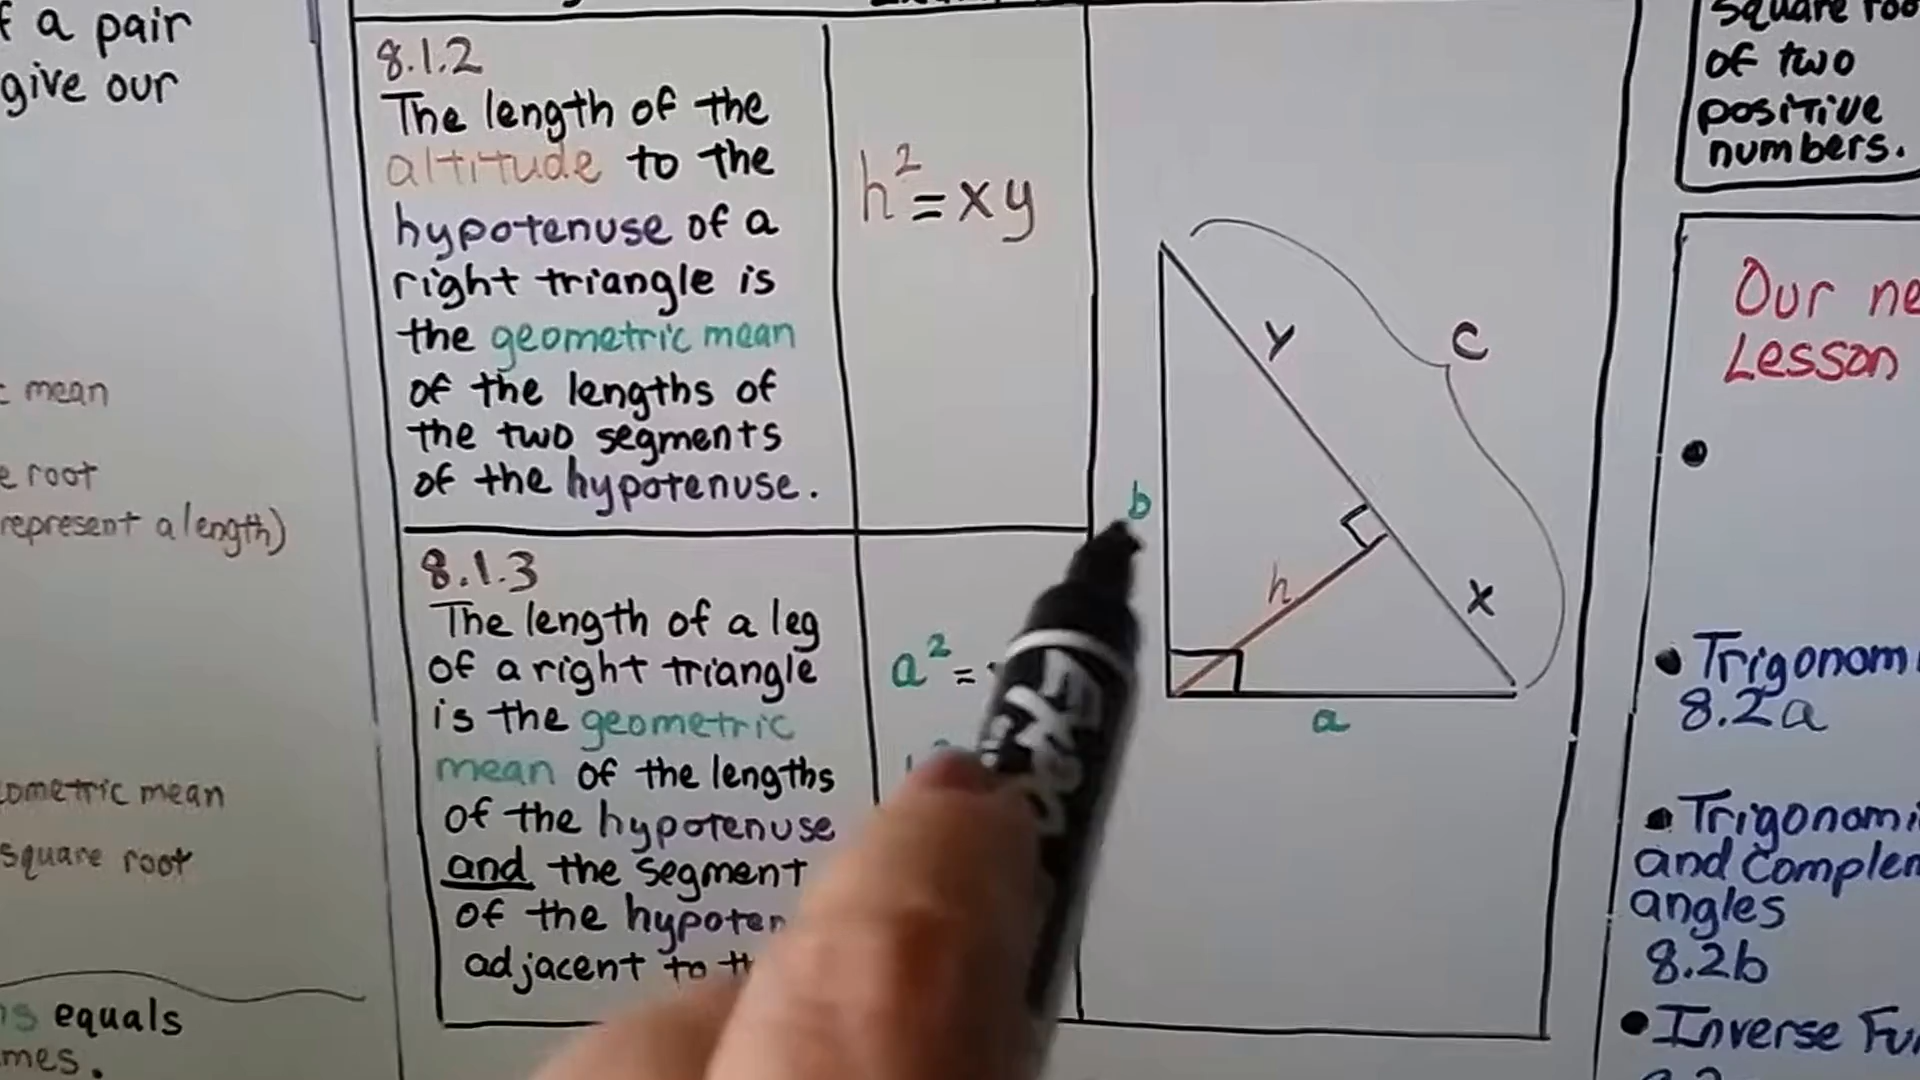 f a pair
give our
mean
e root
represent a length)
ometric mean
square root
equals
mes.
8.1.2
The length of the
altitude to the
hypotenuse of a
right triangle is
the geometric mean
of the lengths of
the two segments
of the hypotenuse.
h² = xy
8.1.3
The length of a leg
of a right triangle
is the geometric
mean of the lengths
of the hypotenuse
and the segment
of the hypoten
adjacent to
a² =
y
c
b
h
x
a
Expo
square roo
of two
positive
numbers.
Our ne
Lesson
• Trigonom
8.2a
• Trigonom
and Complem
angles
8.2b
• Inverse Fu